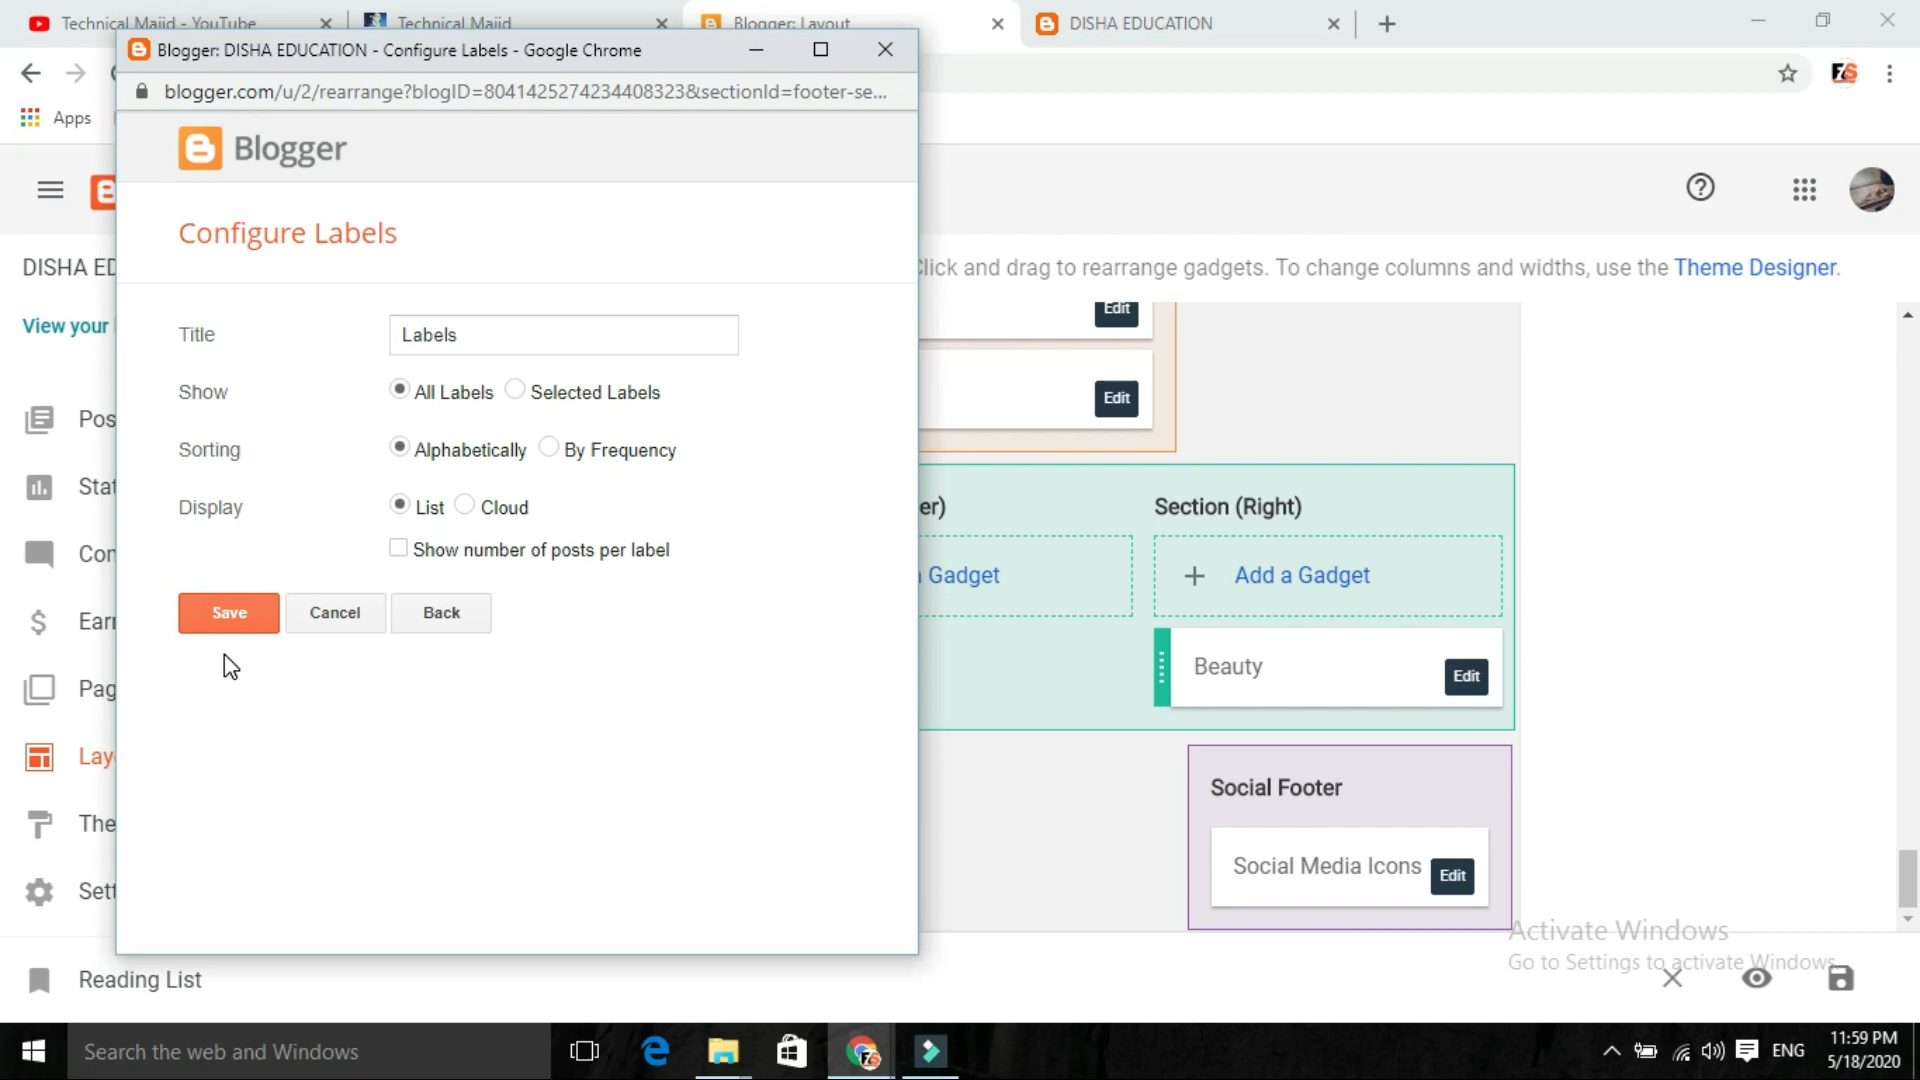 Technical Majid - YouTube
Technical Majid
Blogger: Layout
DISHA EDUCATION
Blogger: DISHA EDUCATION - Configure Labels - Google Chrome
blogger.com/u/2/rearrange?blogID=8041425274234408323&sectionId=footer-se...
Apps
Blogger
Configure Labels
DISHA ED
Click and drag to rearrange gadgets. To change columns and widths, use the Theme Designer.
View your
Title
Labels
Edit
Show
All Labels
Selected Labels
Edit
Pos
Sorting
Alphabetically
By Frequency
Stat
Display
List
Cloud
er)
Section (Right)
Show number of posts per label
Con
Gadget
Add a Gadget
Save
Cancel
Back
Earr
Beauty
Edit
Pag
Lay
Social Footer
The
Social Media Icons
Edit
Sett
Activate Windows
Go to Settings to activate Windows.
Reading List
Search the web and Windows
ENG
11:59 PM
5/18/2020